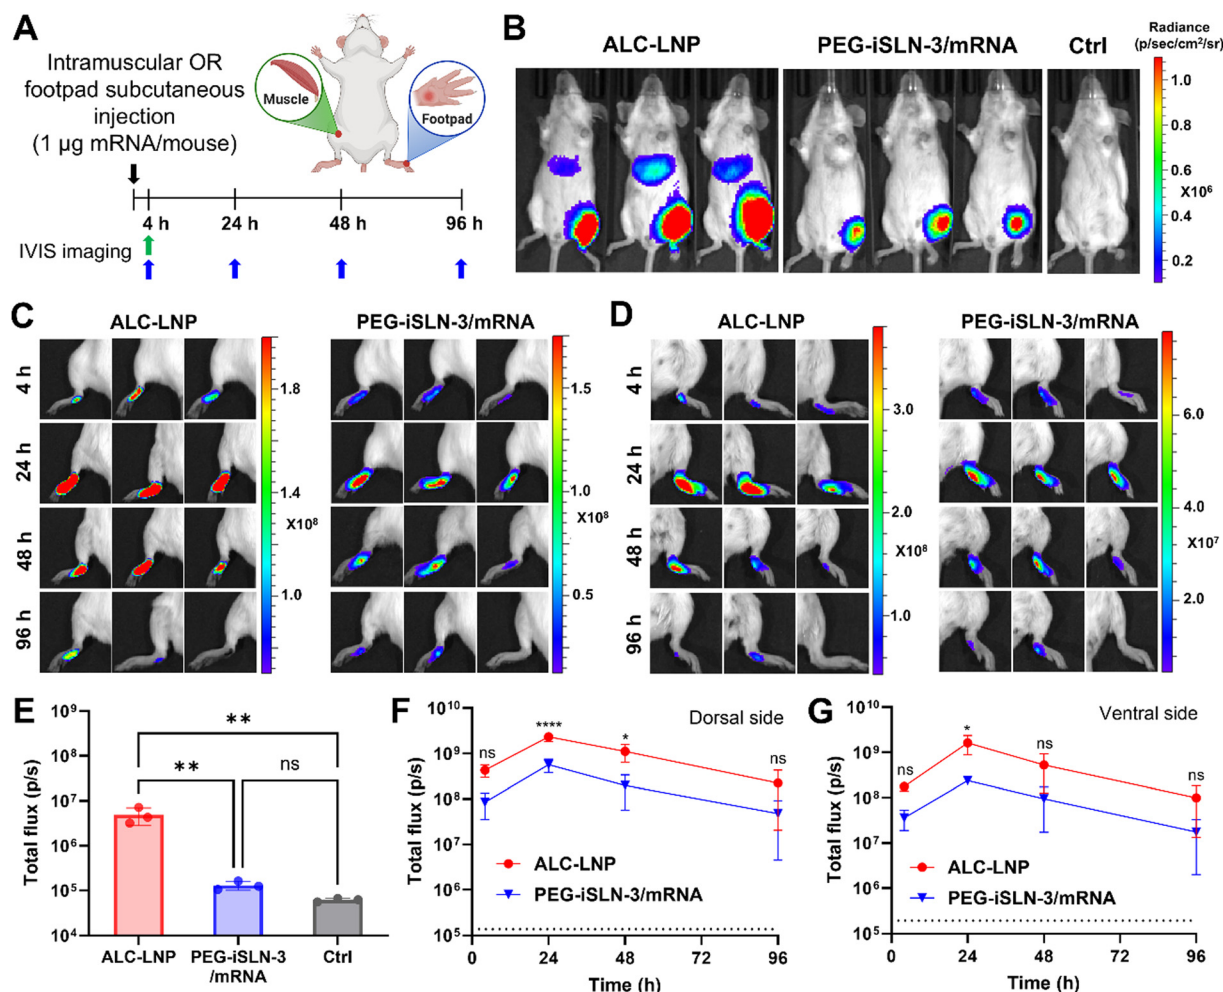 A
Intramuscular OR
footpad subcutaneous
injection
(1 µg mRNA/mouse)
Muscle
Footpad
4 h 24 h 48 h 96 h
IVIS imaging
B
ALC-LNP PEG-iSLN-3/mRNA Ctrl
Radiance
(p/sec/cm²/sr)
1.0
0.8
0.6
X10⁶
0.4
0.2
C
ALC-LNP PEG-iSLN-3/mRNA
4 h
24 h
48 h
96 h
1.8
1.4
X10⁸
1.0
1.5
1.0
X10⁸
0.5
D
ALC-LNP PEG-iSLN-3/mRNA
4 h
24 h
48 h
96 h
3.0
2.0
X10⁸
1.0
6.0
4.0
X10⁷
2.0
E
Total flux (p/s)
10⁹
10⁸
10⁷
10⁶
10⁵
10⁴
**
** ns
ALC-LNP PEG-iSLN-3 Ctrl
/mRNA
F
Dorsal side
Total flux (p/s)
10¹⁰
10⁹
10⁸
10⁷
10⁶
10⁵
ns **** * ns
ALC-LNP
PEG-iSLN-3/mRNA
0 24 48 72 96
Time (h)
G
Ventral side
Total flux (p/s)
10¹⁰
10⁹
10⁸
10⁷
10⁶
10⁵
ns * ns ns
ALC-LNP
PEG-iSLN-3/mRNA
0 24 48 72 96
Time (h)